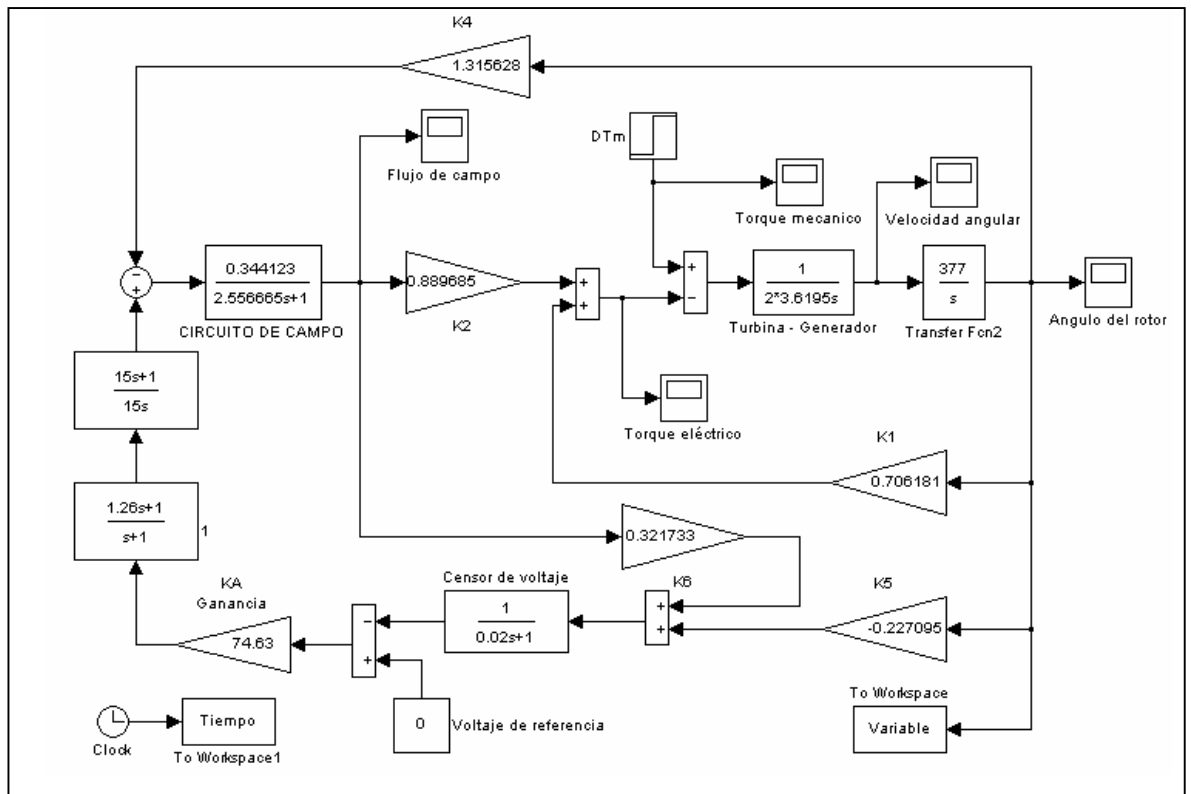 K4
1.315628
DTm
Flujo de campo
Torque mecanico
Velocidad angular
-
+
0.344123
2.556665s+1
CIRCUITO DE CAMPO
0.889685
K2
+
+
+
-
1
2*3.6195s
Turbina - Generador
377
s
Transfer Fcn2
Angulo del rotor
15s+1
15s
Torque eléctrico
K1
0.706181
1.26s+1
s+1
1
0.321733
K6
KA
Ganancia
74.63
-
+
Censor de voltaje
1
0.02s+1
+
+
K5
-0.227095
0
Voltaje de referencia
To Workspace
Variable
Clock
Tiempo
To Workspace1